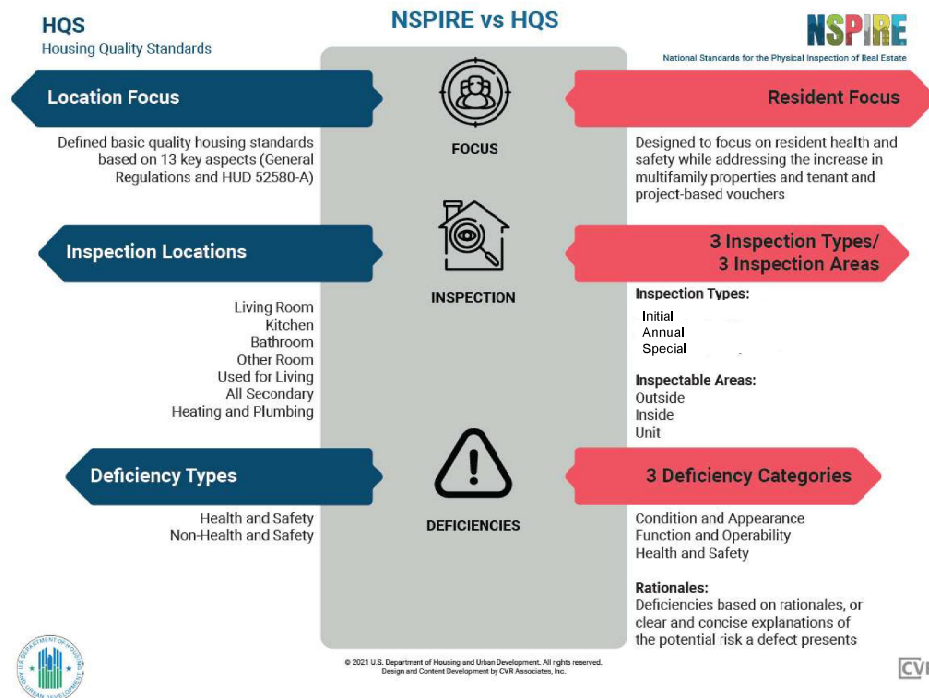 NSPIRE vs HQS
HQS
Housing Quality Standards
NSPIRE
National Standards for the Physical Inspection of Real Estate
Location Focus
Defined basic quality housing standards
based on 13 key aspects (General
Regulations and HUD 52580-A)
FOCUS
Resident Focus
Designed to focus on resident health and
safety while addressing the increase in
multifamily properties and tenant and
project-based vouchers
Inspection Locations
Living Room
Kitchen
Bathroom
Other Room
Used for Living
All Secondary
Heating and Plumbing
INSPECTION
3 Inspection Types/
3 Inspection Areas
Inspection Types:
Initial
Annual
Special
Inspectable Areas:
Outside
Inside
Unit
Deficiency Types
Health and Safety
Non-Health and Safety
DEFICIENCIES
3 Deficiency Categories
Condition and Appearance
Function and Operability
Health and Safety
Rationales:
Deficiencies based on rationales, or
clear and concise explanations of
the potential risk a defect presents
© 2021 U.S. Department of Housing and Urban Development. All rights reserved.
Design and Content Development by CVR Associates, Inc.